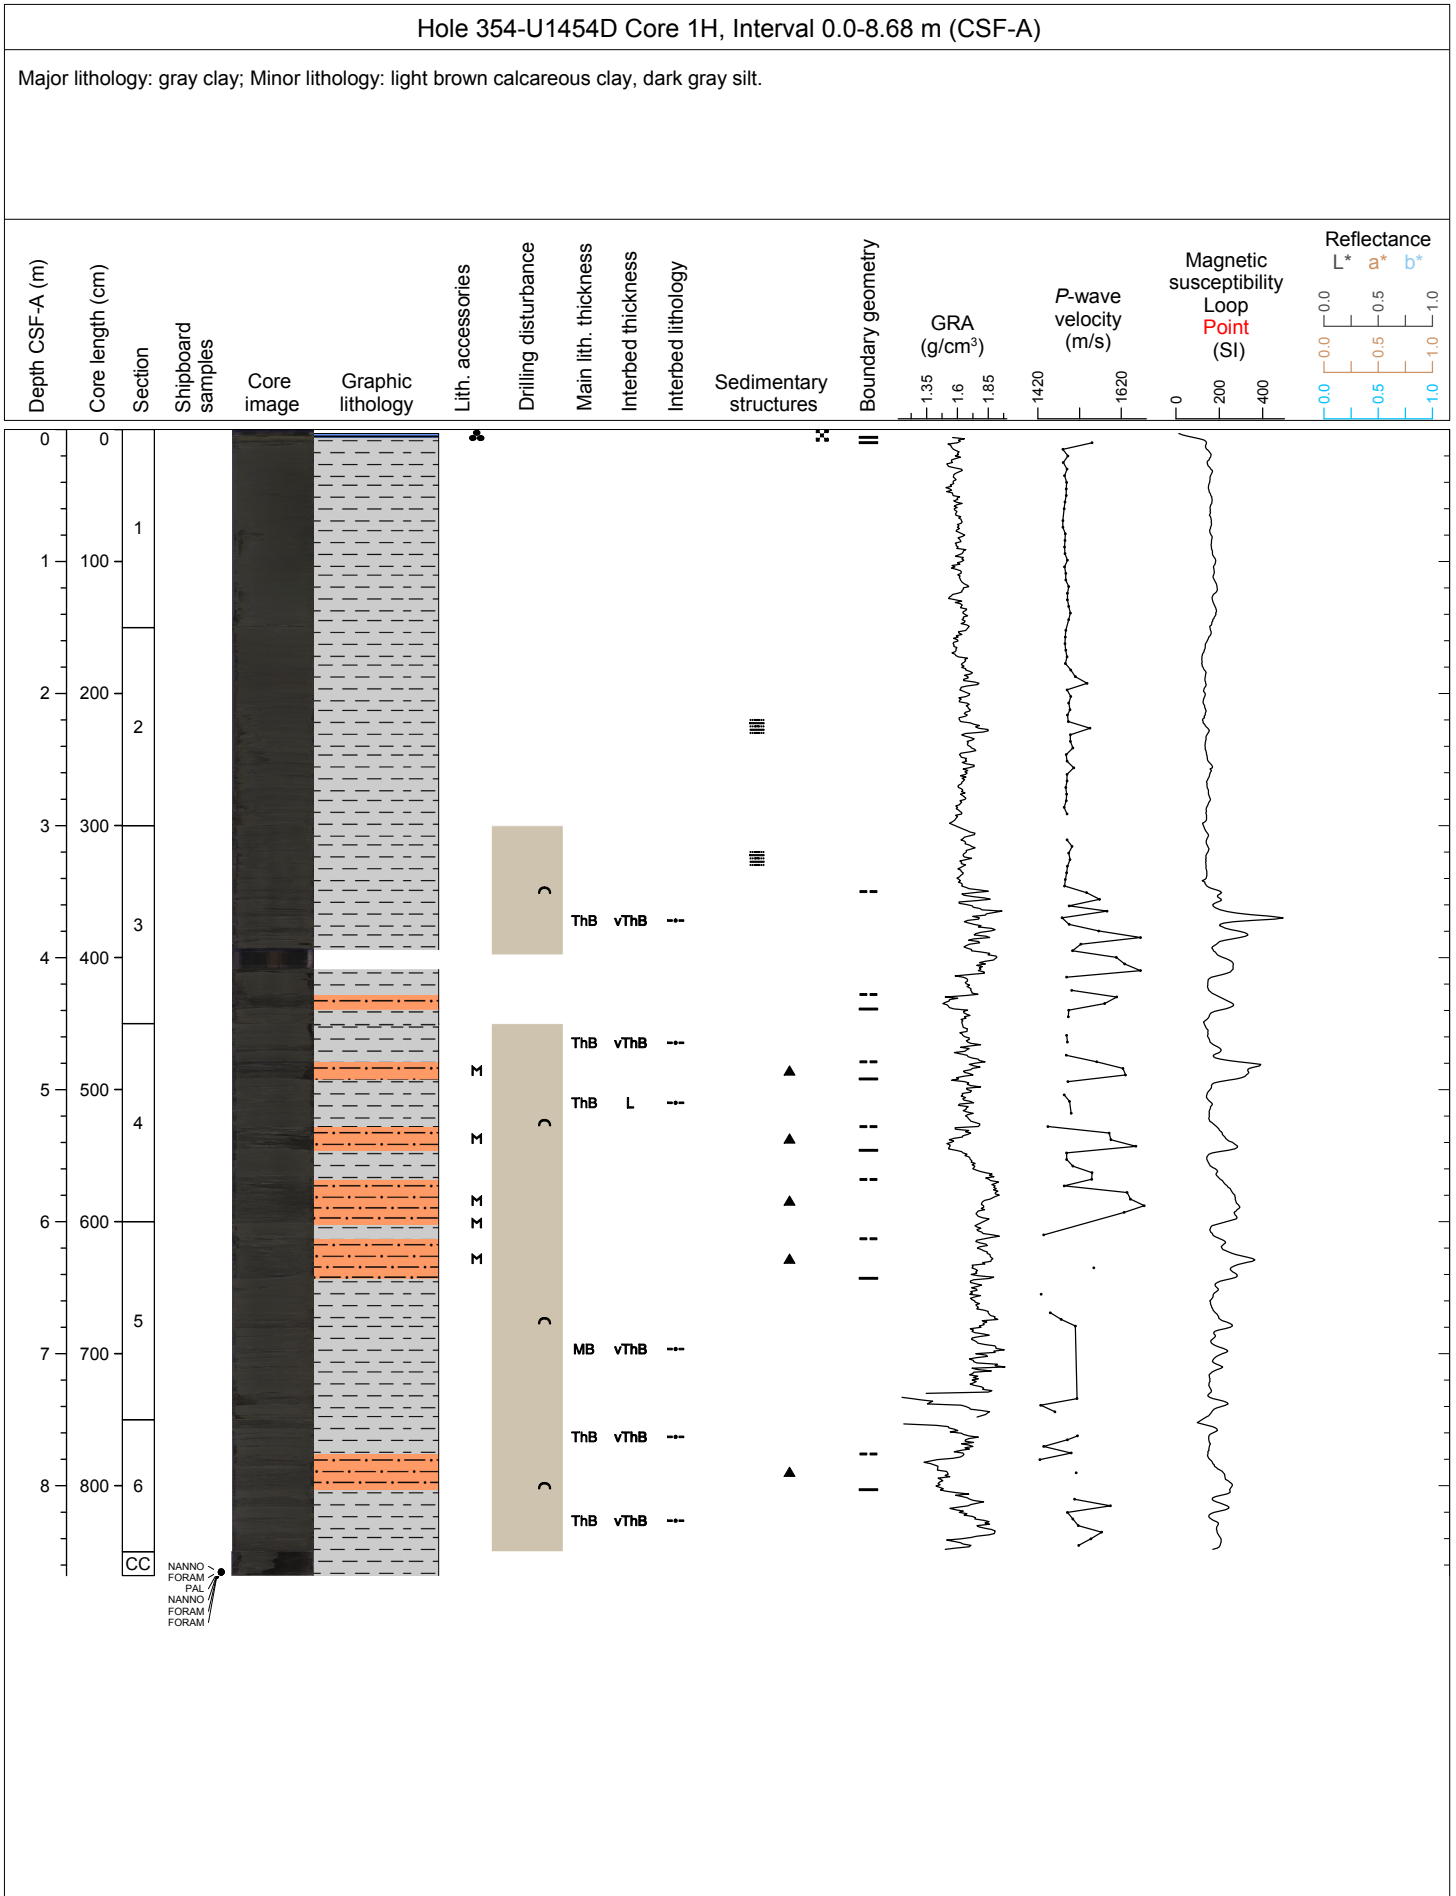 Hole 354-U1454D Core 1H, Interval 0.0-8.68 m (CSF-A)
Major lithology: gray clay; Minor lithology: light brown calcareous clay, dark gray silt.
Depth CSF-A (m)
Core length (cm)
Section
Shipboard
samples
Core
image
Graphic
lithology
Lith. accessories
Drilling disturbance
Main lith. thickness
Interbed thickness
Interbed lithology
Sedimentary
structures
Boundary geometry
GRA
(g/cm³)
1.35 1.6 1.85
P-wave
velocity
(m/s)
1420 1620
Magnetic
susceptibility
Loop
Point
(SI)
0 200 400
Reflectance
L* a* b*
0.0 0.5 1.0
0.0 0.5 1.0
0.0 0.5 1.0
0 0
1
1 100
2 200
2
3 300
ThB vThB
3
4 400
ThB vThB
M
5 500
ThB L
4
M
M
6 600
M
M
5
7 700
MB vThB
ThB vThB
8 800
6
ThB vThB
CC
NANNO
FORAM
PAL
NANNO
FORAM
FORAM